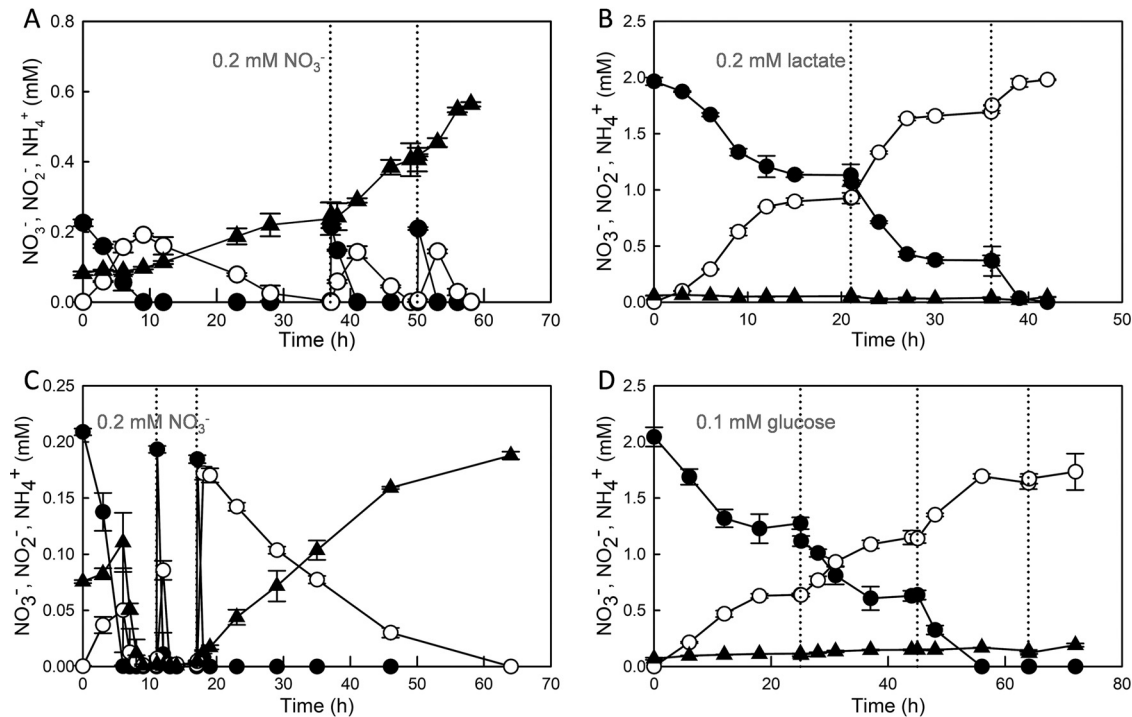 A
0.8
0.6
0.4
0.2
0.0
NO₃⁻, NO₂⁻, NH₄⁺ (mM)
0.2 mM NO₃⁻
0 10 20 30 40 50 60 70
Time (h)
B
2.5
2.0
1.5
1.0
0.5
0.0
NO₃⁻, NO₂⁻, NH₄⁺ (mM)
0.2 mM lactate
0 10 20 30 40 50
Time (h)
C
0.25
0.20
0.15
0.10
0.05
0.00
NO₃⁻, NO₂⁻, NH₄⁺ (mM)
0.2 mM NO₃⁻
0 10 20 30 40 50 60 70
Time (h)
D
2.5
2.0
1.5
1.0
0.5
0.0
NO₃⁻, NO₂⁻, NH₄⁺ (mM)
0.1 mM glucose
0 20 40 60 80
Time (h)